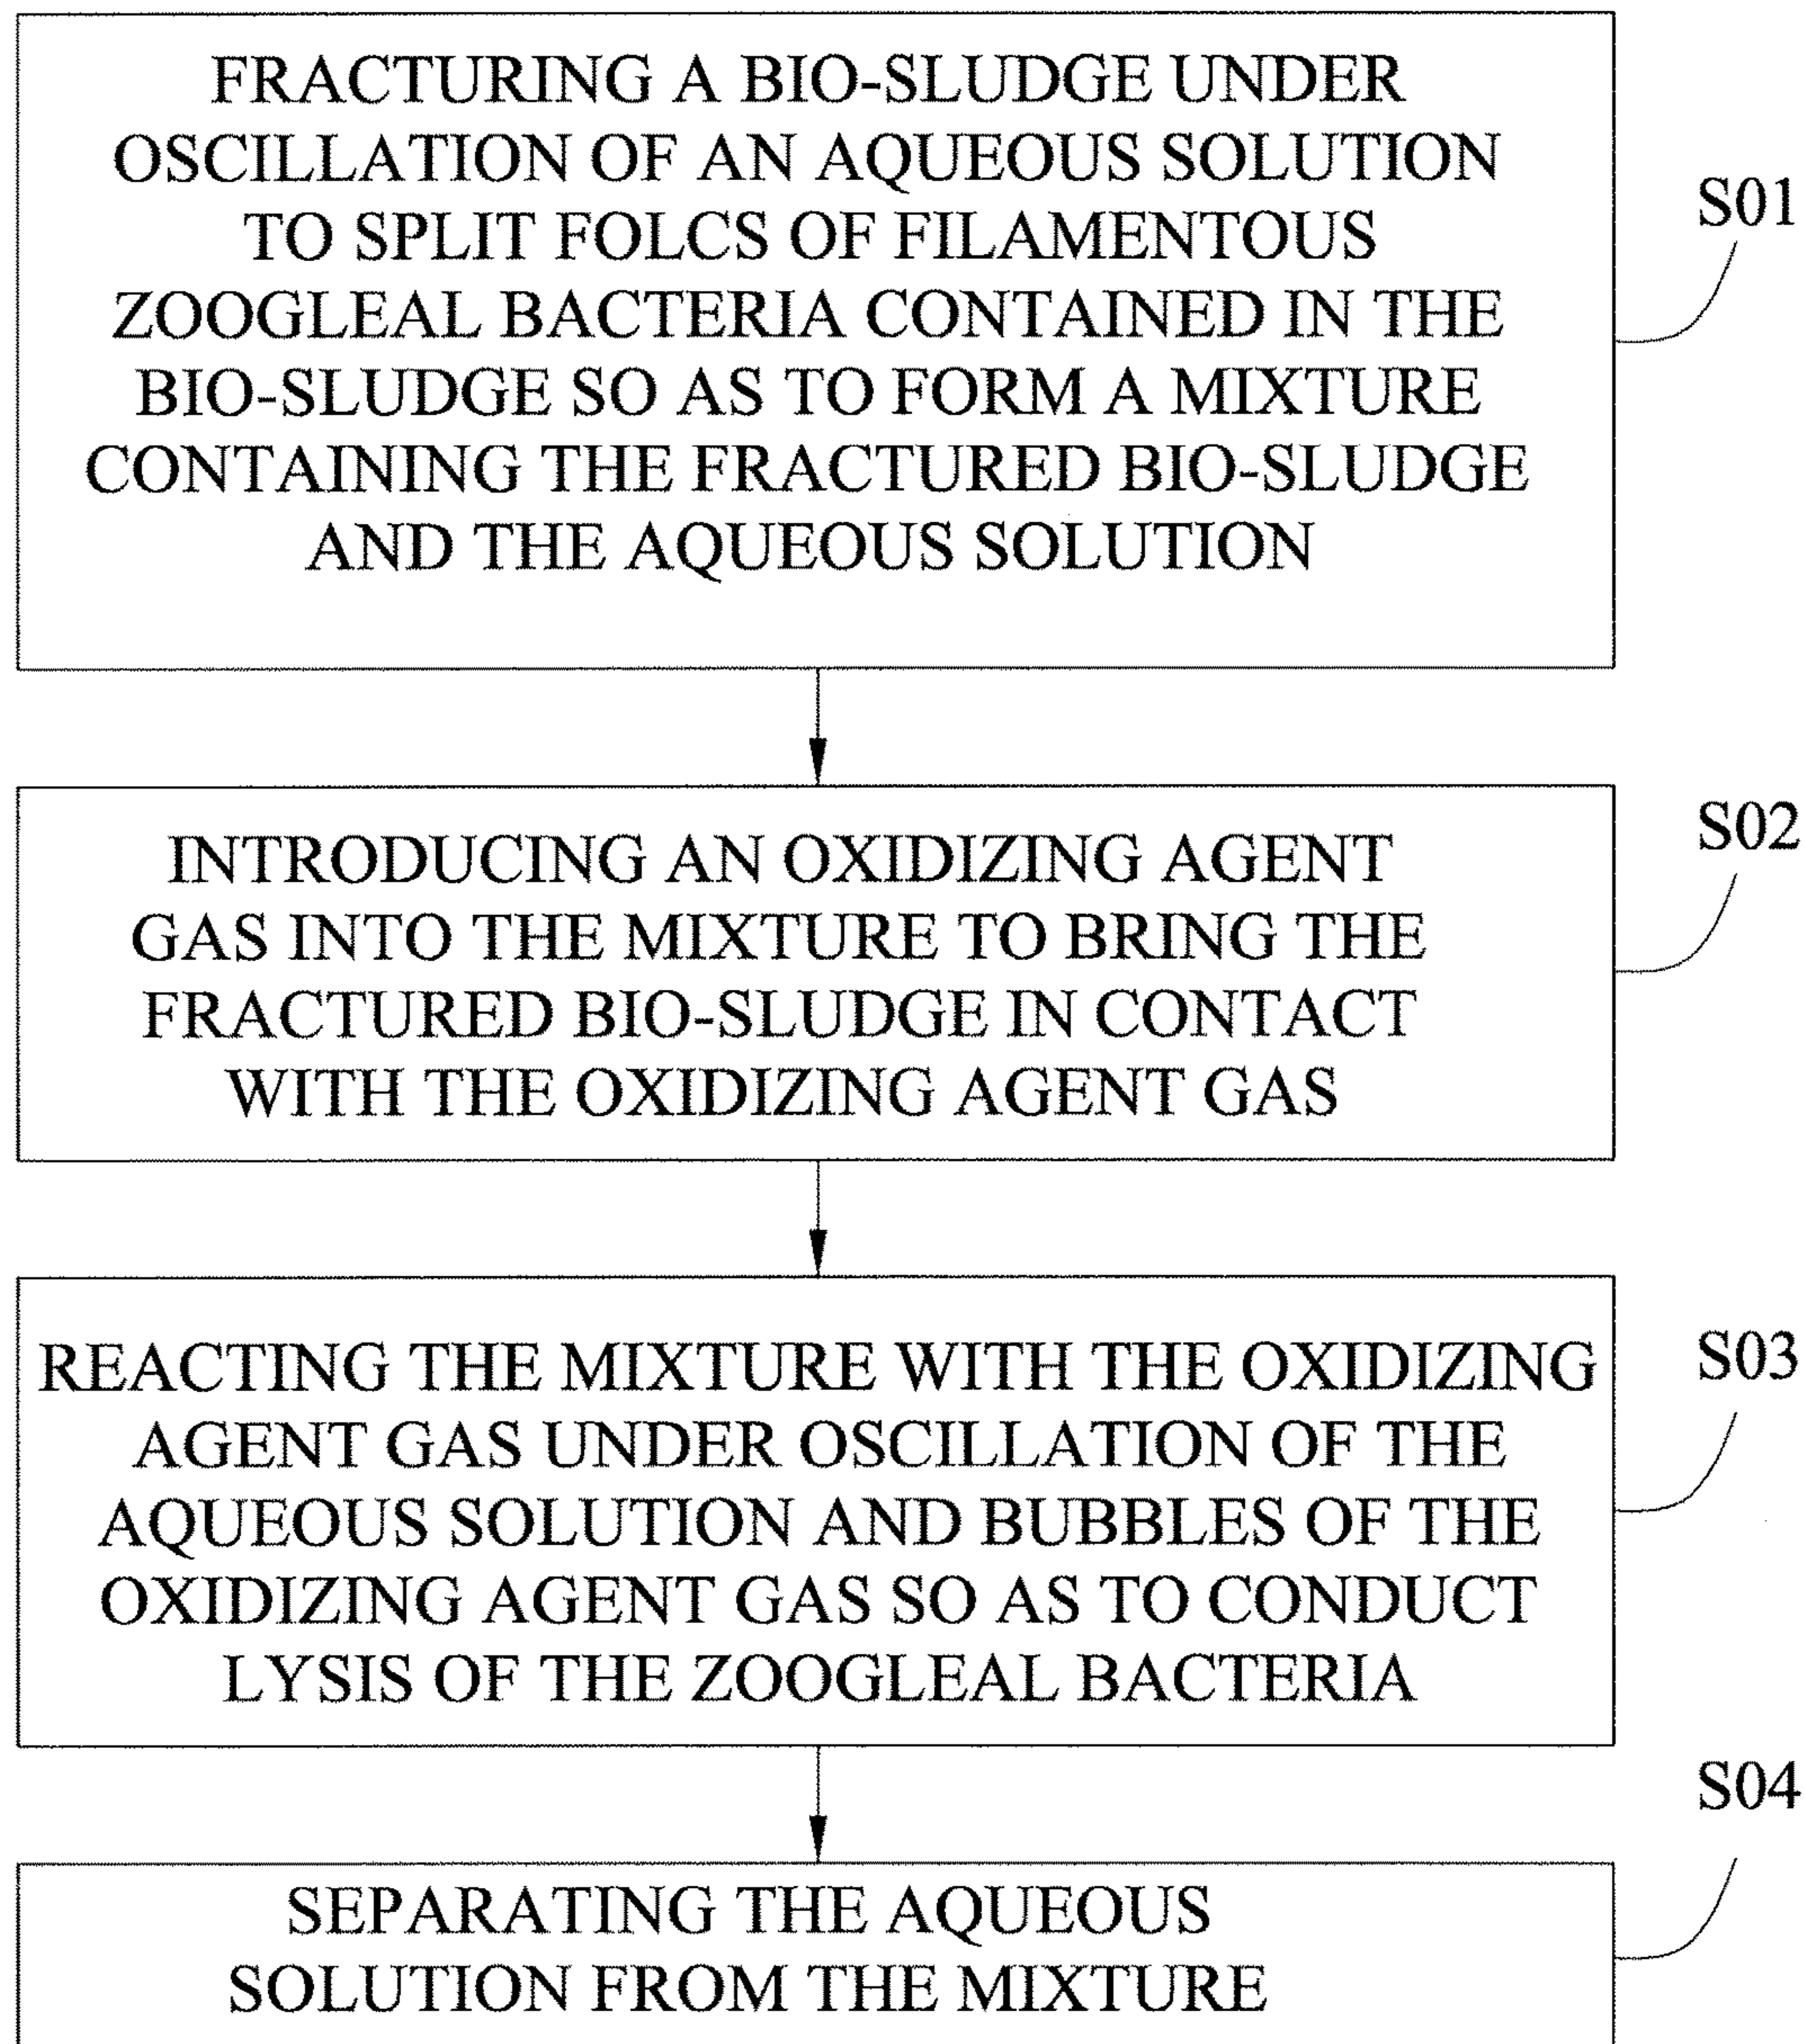 FRACTURING A BIO-SLUDGE UNDER
OSCILLATION OF AN AQUEOUS SOLUTION
TO SPLIT FOLCS OF FILAMENTOUS
ZOOGLEAL BACTERIA CONTAINED IN THE
BIO-SLUDGE SO AS TO FORM A MIXTURE
CONTAINING THE FRACTURED BIO-SLUDGE
AND THE AQUEOUS SOLUTION
S01
INTRODUCING AN OXIDIZING AGENT
GAS INTO THE MIXTURE TO BRING THE
FRACTURED BIO-SLUDGE IN CONTACT
WITH THE OXIDIZING AGENT GAS
S02
REACTING THE MIXTURE WITH THE OXIDIZING
AGENT GAS UNDER OSCILLATION OF THE
AQUEOUS SOLUTION AND BUBBLES OF THE
OXIDIZING AGENT GAS SO AS TO CONDUCT
LYSIS OF THE ZOOGLEAL BACTERIA
S03
SEPARATING THE AQUEOUS
SOLUTION FROM THE MIXTURE
S04